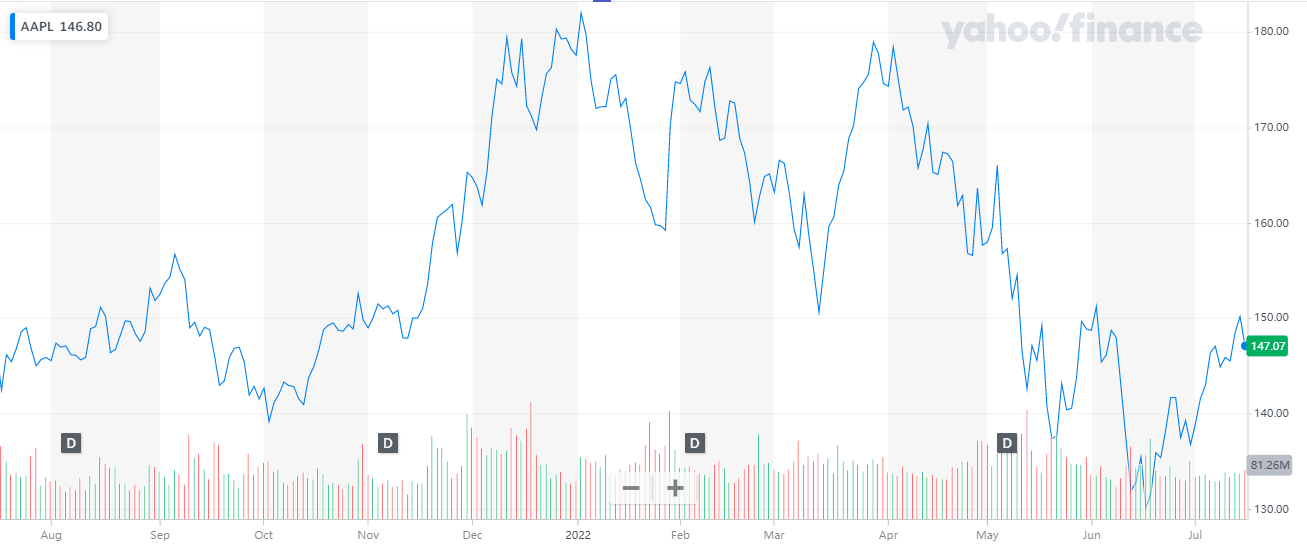 AAPL 146.80
yahoo!finance
180.00
170.00
160.00
150.00
147.07
140.00
D D D D
81.26M
130.00
Aug Sep Oct Nov Dec 2022 Feb Mar Apr May Jun Jul